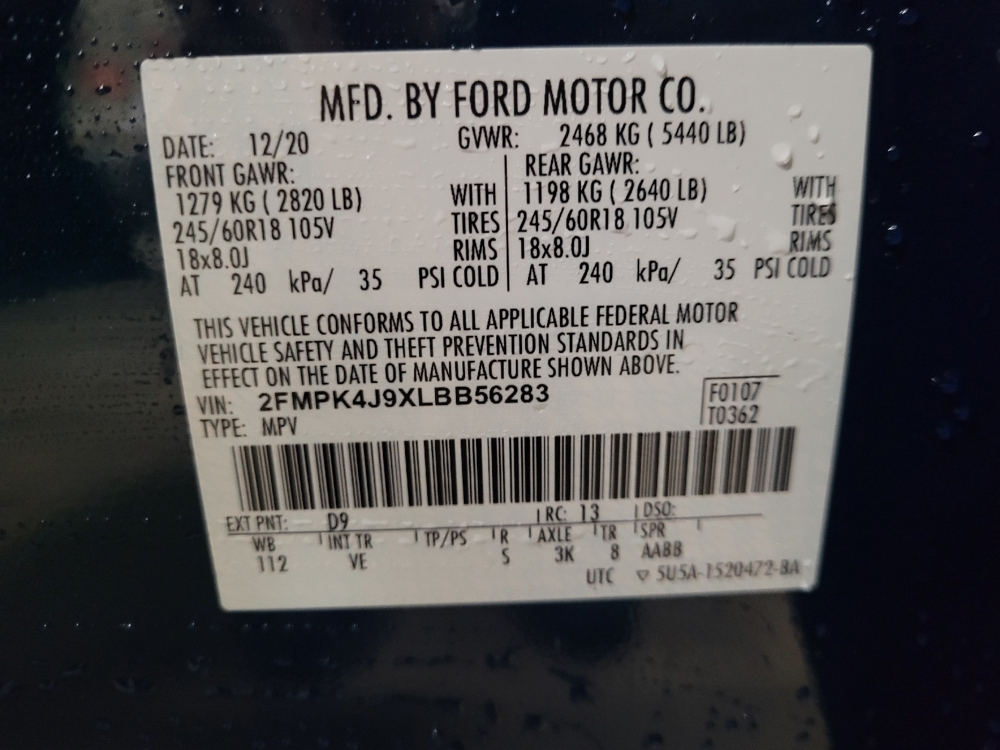 MFD. BY FORD MOTOR CO.
DATE: 12/20 GVWR: 2468 KG ( 5440 LB)
FRONT GAWR: REAR GAWR:
1279 KG ( 2820 LB) WITH 1198 KG ( 2640 LB) WITH
245/60R18 105V TIRES 245/60R18 105V TIRES
18x8.0J RIMS 18x8.0J RIMS
AT 240 kPa/ 35 PSI COLD AT 240 kPa/ 35 PSI COLD
THIS VEHICLE CONFORMS TO ALL APPLICABLE FEDERAL MOTOR
VEHICLE SAFETY AND THEFT PREVENTION STANDARDS IN
EFFECT ON THE DATE OF MANUFACTURE SHOWN ABOVE.
VIN: 2FMPK4J9XLBB56283 F0107
TYPE: MPV T0362
EXT PNT: D9 RC: 13 DSO:
WB INT TR TP/PS R AXLE TR SPR
112 VE S 3K 8 AABB
UTC ▽ 5U5A-1520472-BA